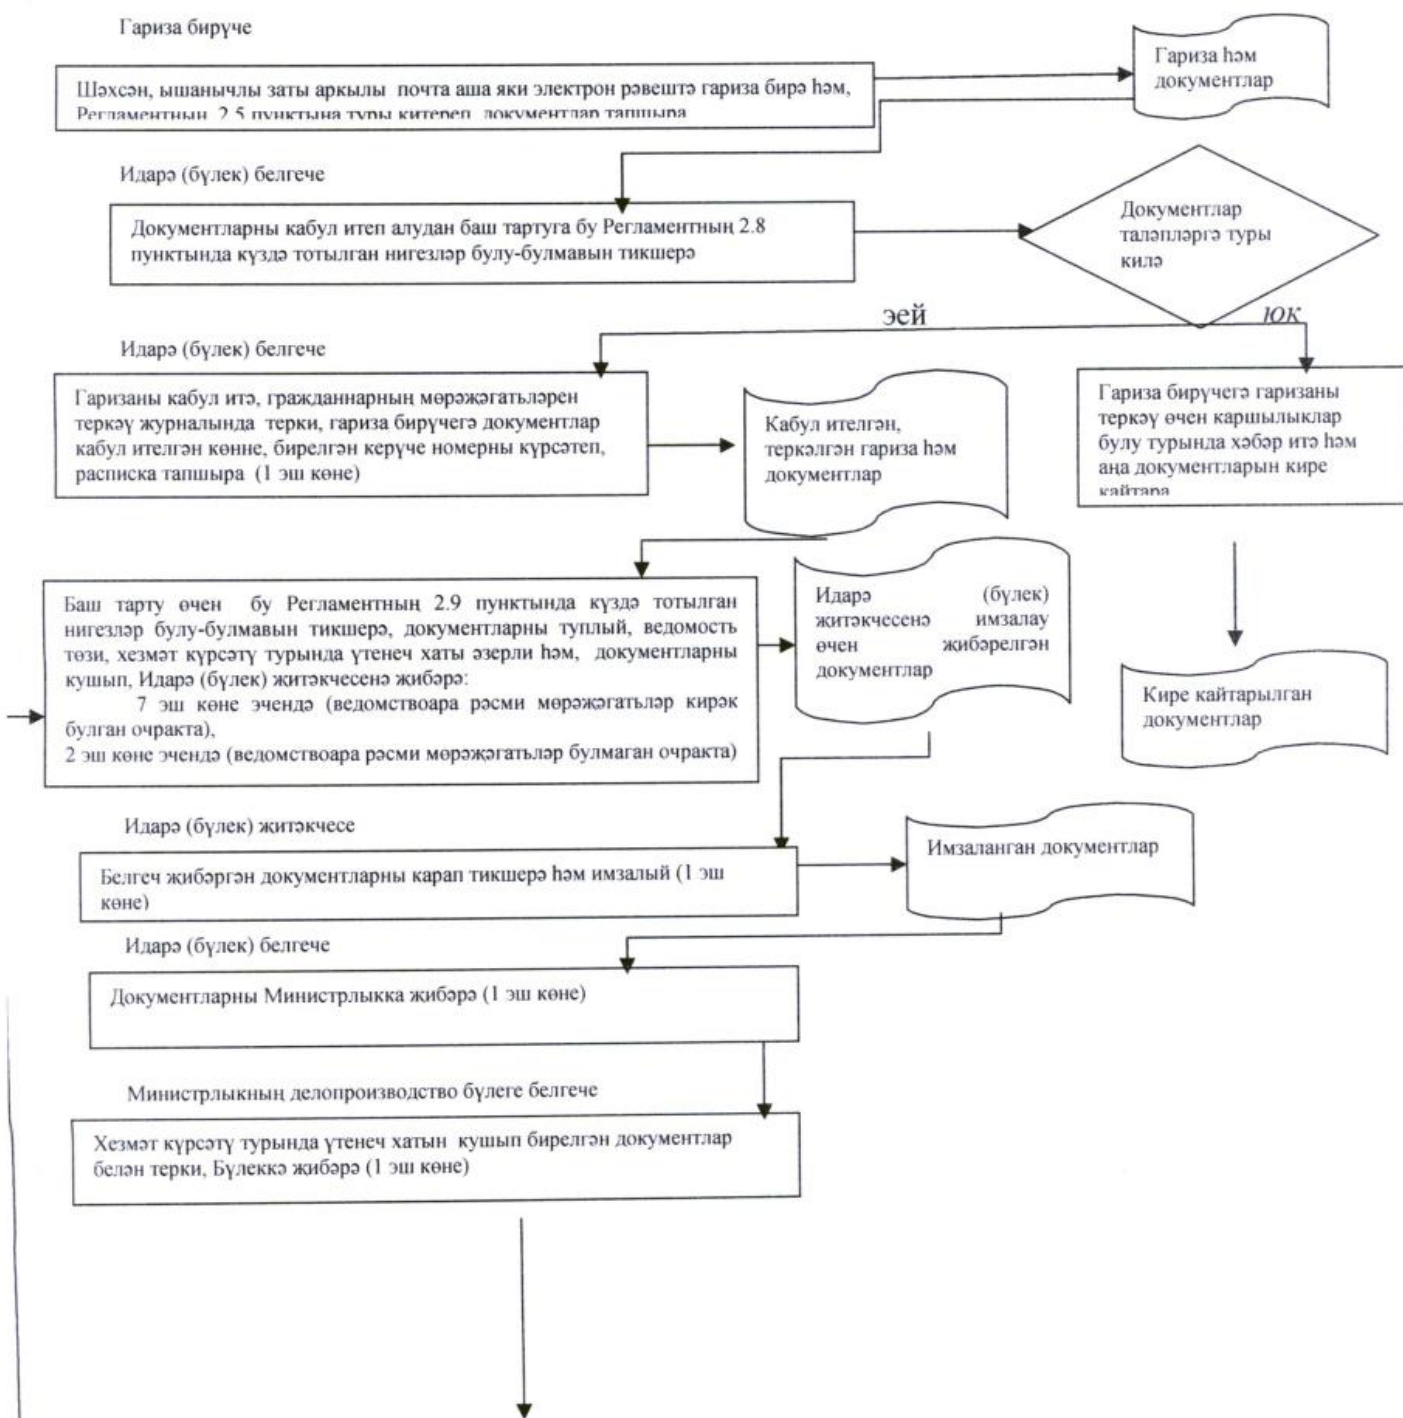 Гариза бирүче
Гариза һәм
документлар
Шәхсән, ышанычлы заты аркылы почта аша яки электрон рәвештә гариза бирә һәм,
Регламентның 2.5 пунктына туры китереп документлар тапшыра
Идарә (бүлек) белгече
Документларны кабул итеп алудан баш тартуга бу Регламентның 2.8
пунктында күздә тотылган нигезләр булу-булмавын тикшерә
Документлар
таләпләргә туры
килә
эей
юк
Идарә (бүлек) белгече
Гаризаны кабул итә, гражданнарның мөрәҗәгатьләрен
теркәү журналында терки, гариза бирүчегә документлар
кабул ителгән көнне, бирелгән керүче номерны күрсәтеп,
расписка тапшыра (1 эш көне)
Кабул ителгән,
теркәлгән гариза һәм
документлар
Гариза бирүчегә гаризаны
теркәү өчен каршылыклар
булу турында хәбәр итә һәм
аңа документларын кире
кайтара
Баш тарту өчен бу Регламентның 2.9 пунктында күздә тотылган
нигезләр булу-булмавын тикшерә, документларны туплый, ведомость
төзи, хезмәт күрсәтү турында үтенеч хаты әзерли һәм, документларны
кушып, Идарә (бүлек) җитәкчесенә җибәрә:
7 эш көне эчендә (ведомствоара рәсми мөрәҗәгатьләр кирәк
булган очракта),
2 эш көне эчендә (ведомствоара рәсми мөрәҗәгатьләр булмаган очракта)
Идарә (бүлек)
җитәкчесенә имзалау
өчен җибәрелгән
документлар
Кире кайтарылган
документлар
Идарә (бүлек) җитәкчесе
Белгеч җибәргән документларны карап тикшерә һәм имзалый (1 эш
көне)
Имзаланган документлар
Идарә (бүлек) белгече
Документларны Министрлыкка җибәрә (1 эш көне)
Министрлыкның делопроизводство бүлеге белгече
Хезмәт күрсәтү турында үтенеч хатын кушып бирелгән документлар
белән терки, Бүлеккә җибәрә (1 эш көне)